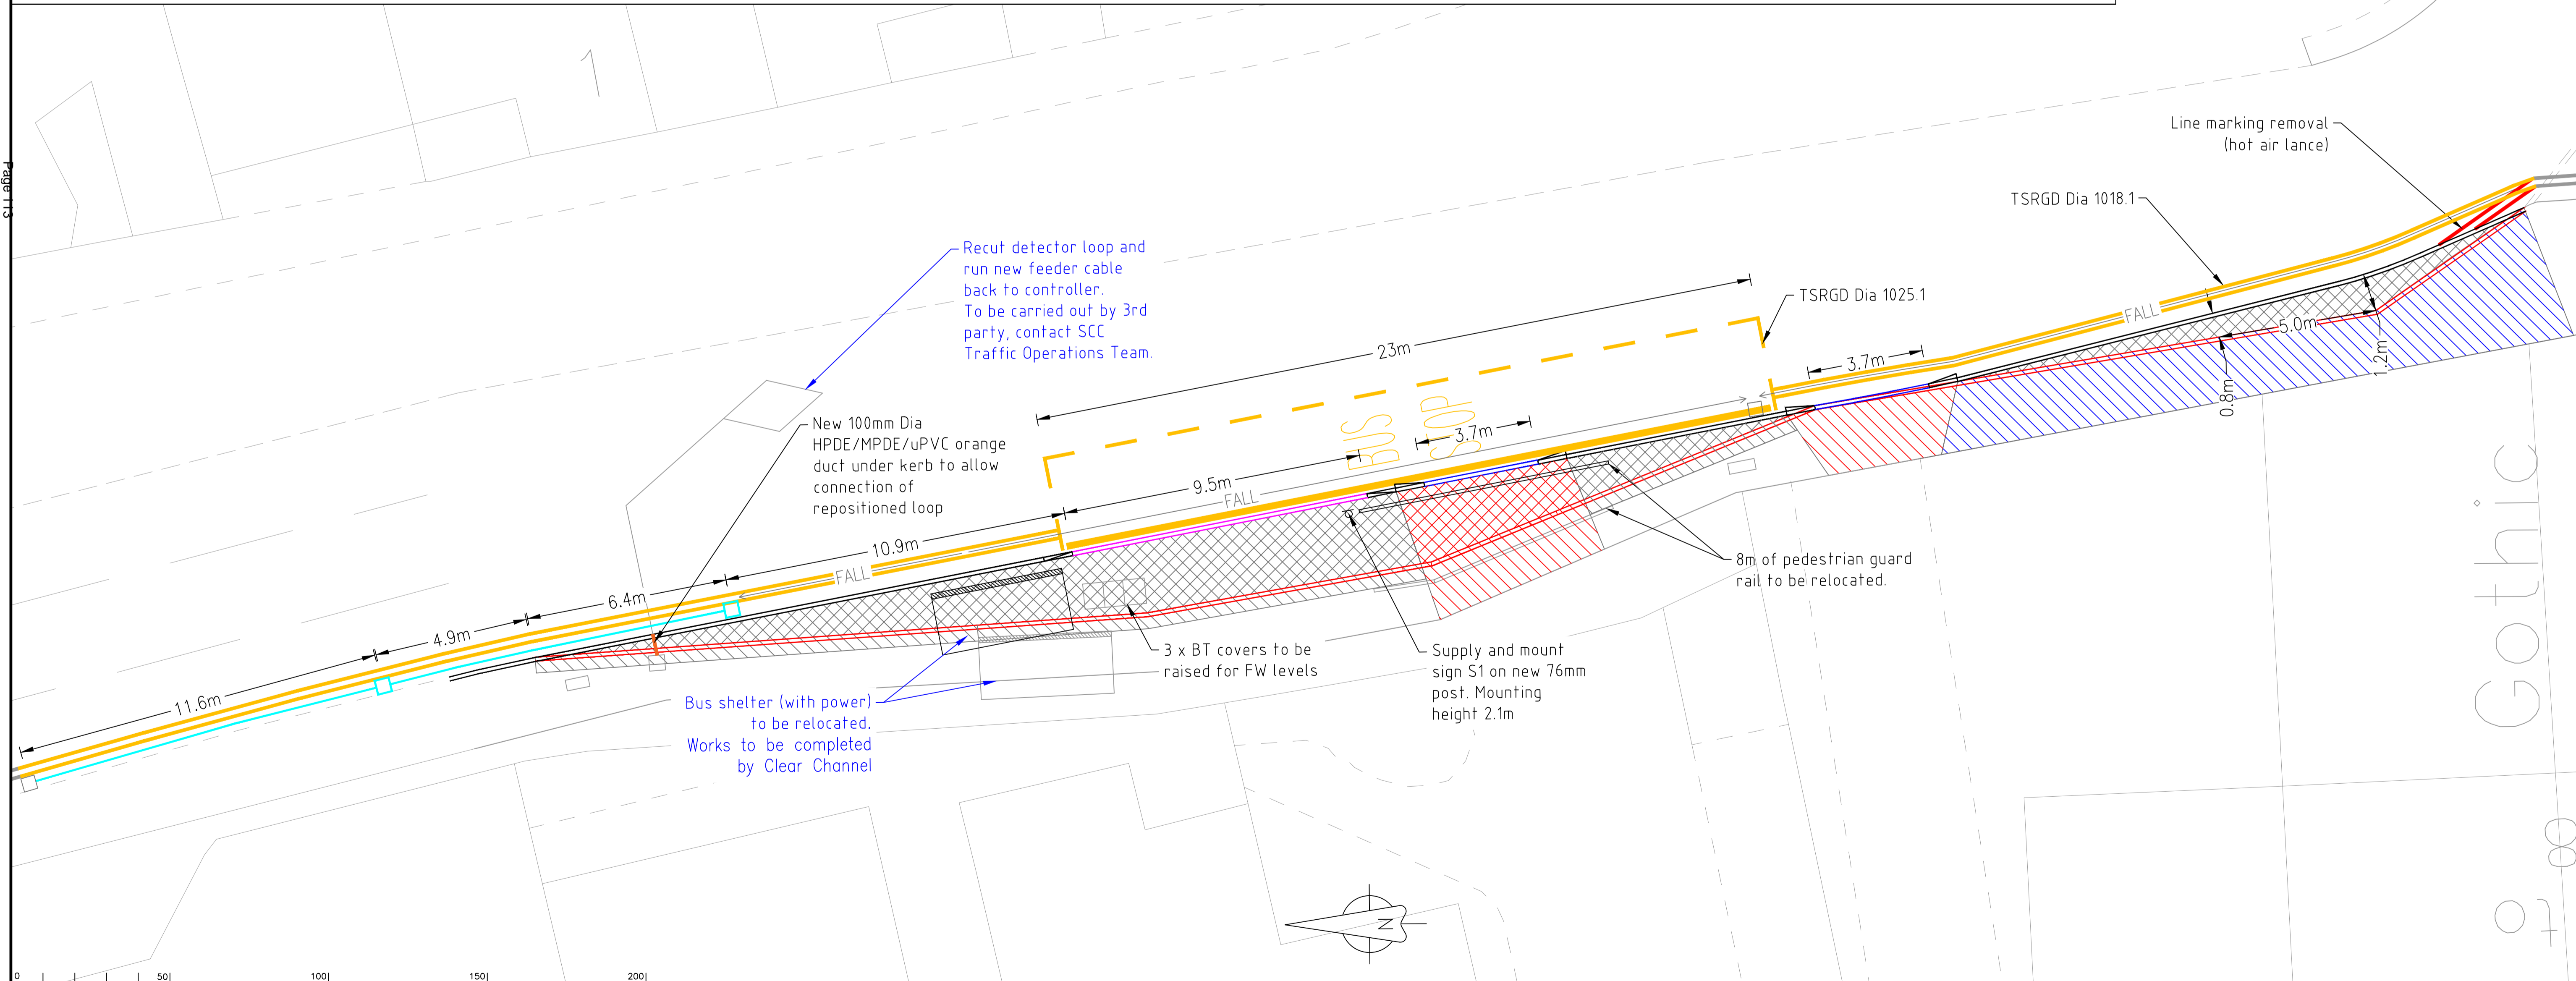 Page 113
1
Line marking removal
(hot air lance)
TSRGD Dia 1018.1
Recut detector loop and
run new feeder cable
back to controller.
To be carried out by 3rd
party, contact SCC
Traffic Operations Team.
TSRGD Dia 1025.1
FALL
5.0m
1.2m
0.8m
23m
3.7m
BUS
STOP
3.7m
New 100mm Dia
HPDE/MPDE/uPVC orange
duct under kerb to allow
connection of
repositioned loop
9.5m
FALL
10.9m
FALL
6.4m
4.9m
11.6m
8m of pedestrian guard
rail to be relocated.
3 x BT covers to be
raised for FW levels
Supply and mount
sign S1 on new 76mm
post. Mounting
height 2.1m
Bus shelter (with power)
to be relocated.
Works to be completed
by Clear Channel
Gothic
8
N
0
50
100
150
200